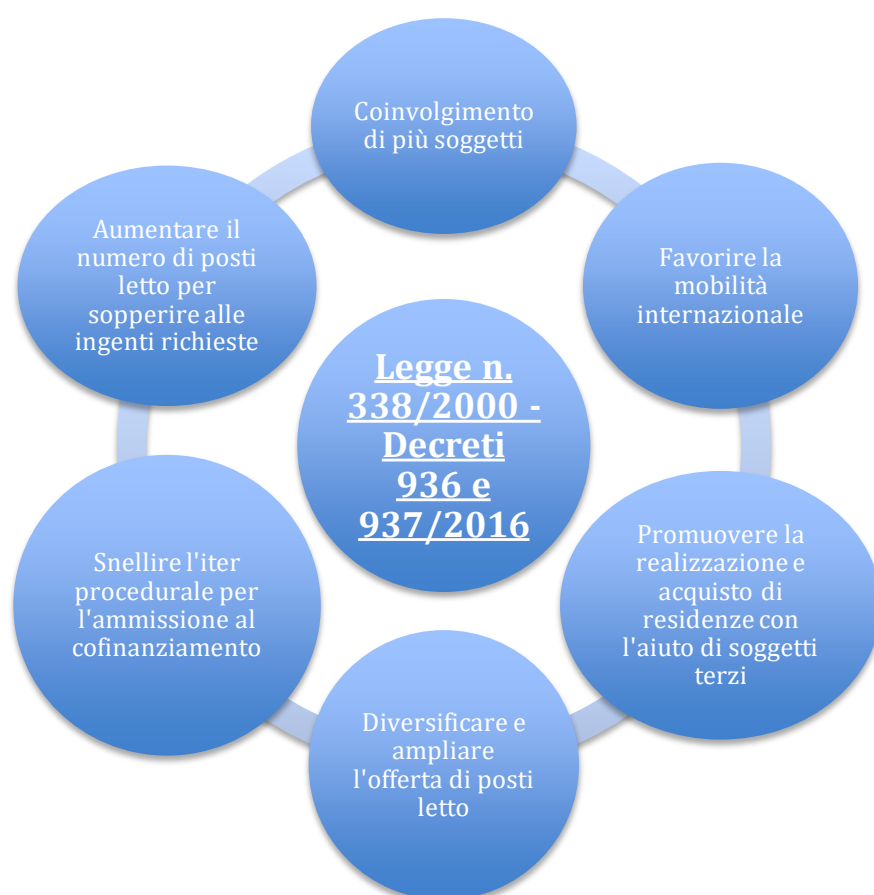 Coinvolgimento
di più soggetti
Favorire la
mobilità
internazionale
Promuovere la
realizzazione e
acquisto di
residenze con
l'aiuto di soggetti
terzi
Diversificare e
ampliare
l'offerta di posti
letto
Snellire l'iter
procedurale per
l'ammissione al
cofinanziamento
Aumentare il
numero di posti
letto per
sopperire alle
ingenti richieste
Legge n.
338/2000 -
Decreti
936 e
937/2016